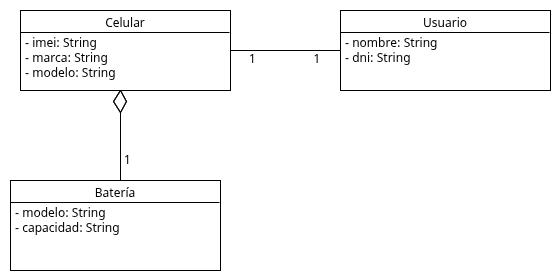 Celular
- imei: String
- marca: String
- modelo: String
1
1
Usuario
- nombre: String
- dni: String
1
Batería
- modelo: String
- capacidad: String